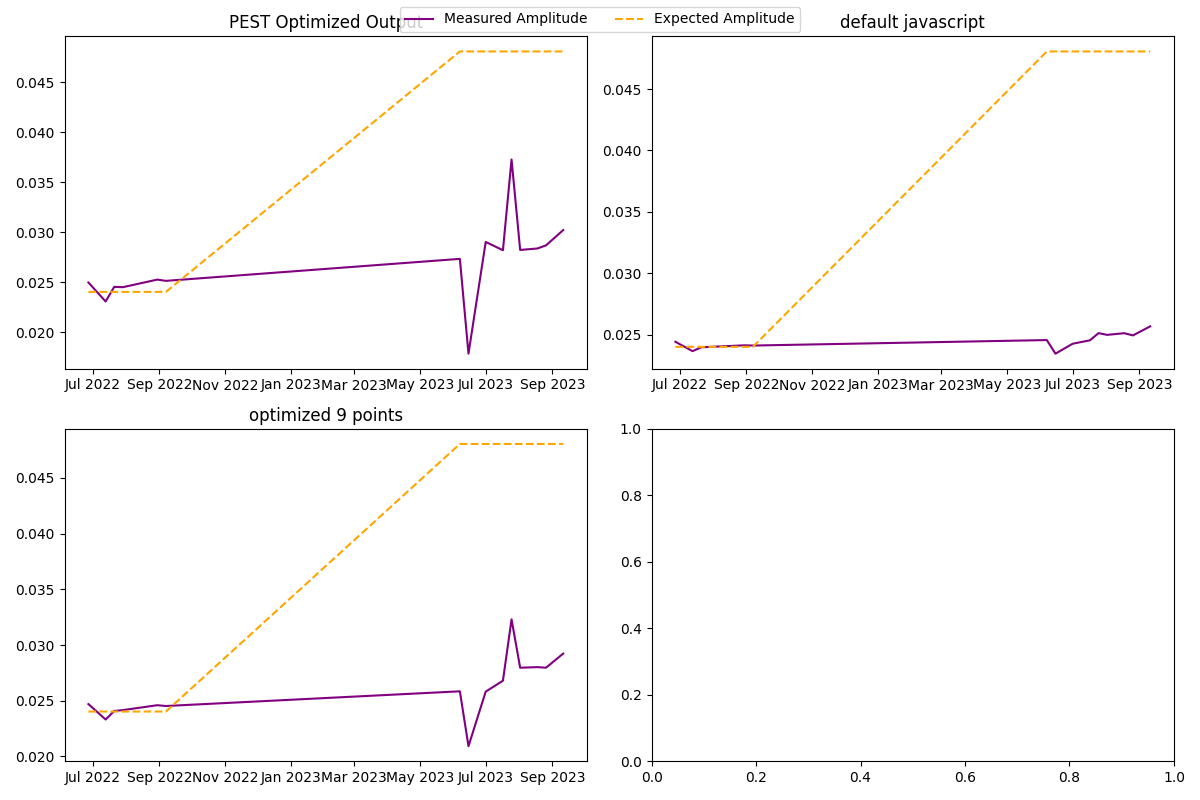 Measured Amplitude
Expected Amplitude
PEST Optimized Output
0.045
0.040
0.035
0.030
0.025
0.020
Jul 2022 Sep 2022 Nov 2022 Jan 2023 Mar 2023 May 2023 Jul 2023 Sep 2023
default javascript
0.045
0.040
0.035
0.030
0.025
Jul 2022 Sep 2022 Nov 2022 Jan 2023 Mar 2023 May 2023 Jul 2023 Sep 2023
optimized 9 points
0.045
0.040
0.035
0.030
0.025
0.020
Jul 2022 Sep 2022 Nov 2022 Jan 2023 Mar 2023 May 2023 Jul 2023 Sep 2023
1.0
0.8
0.6
0.4
0.2
0.0
0.0 0.2 0.4 0.6 0.8 1.0